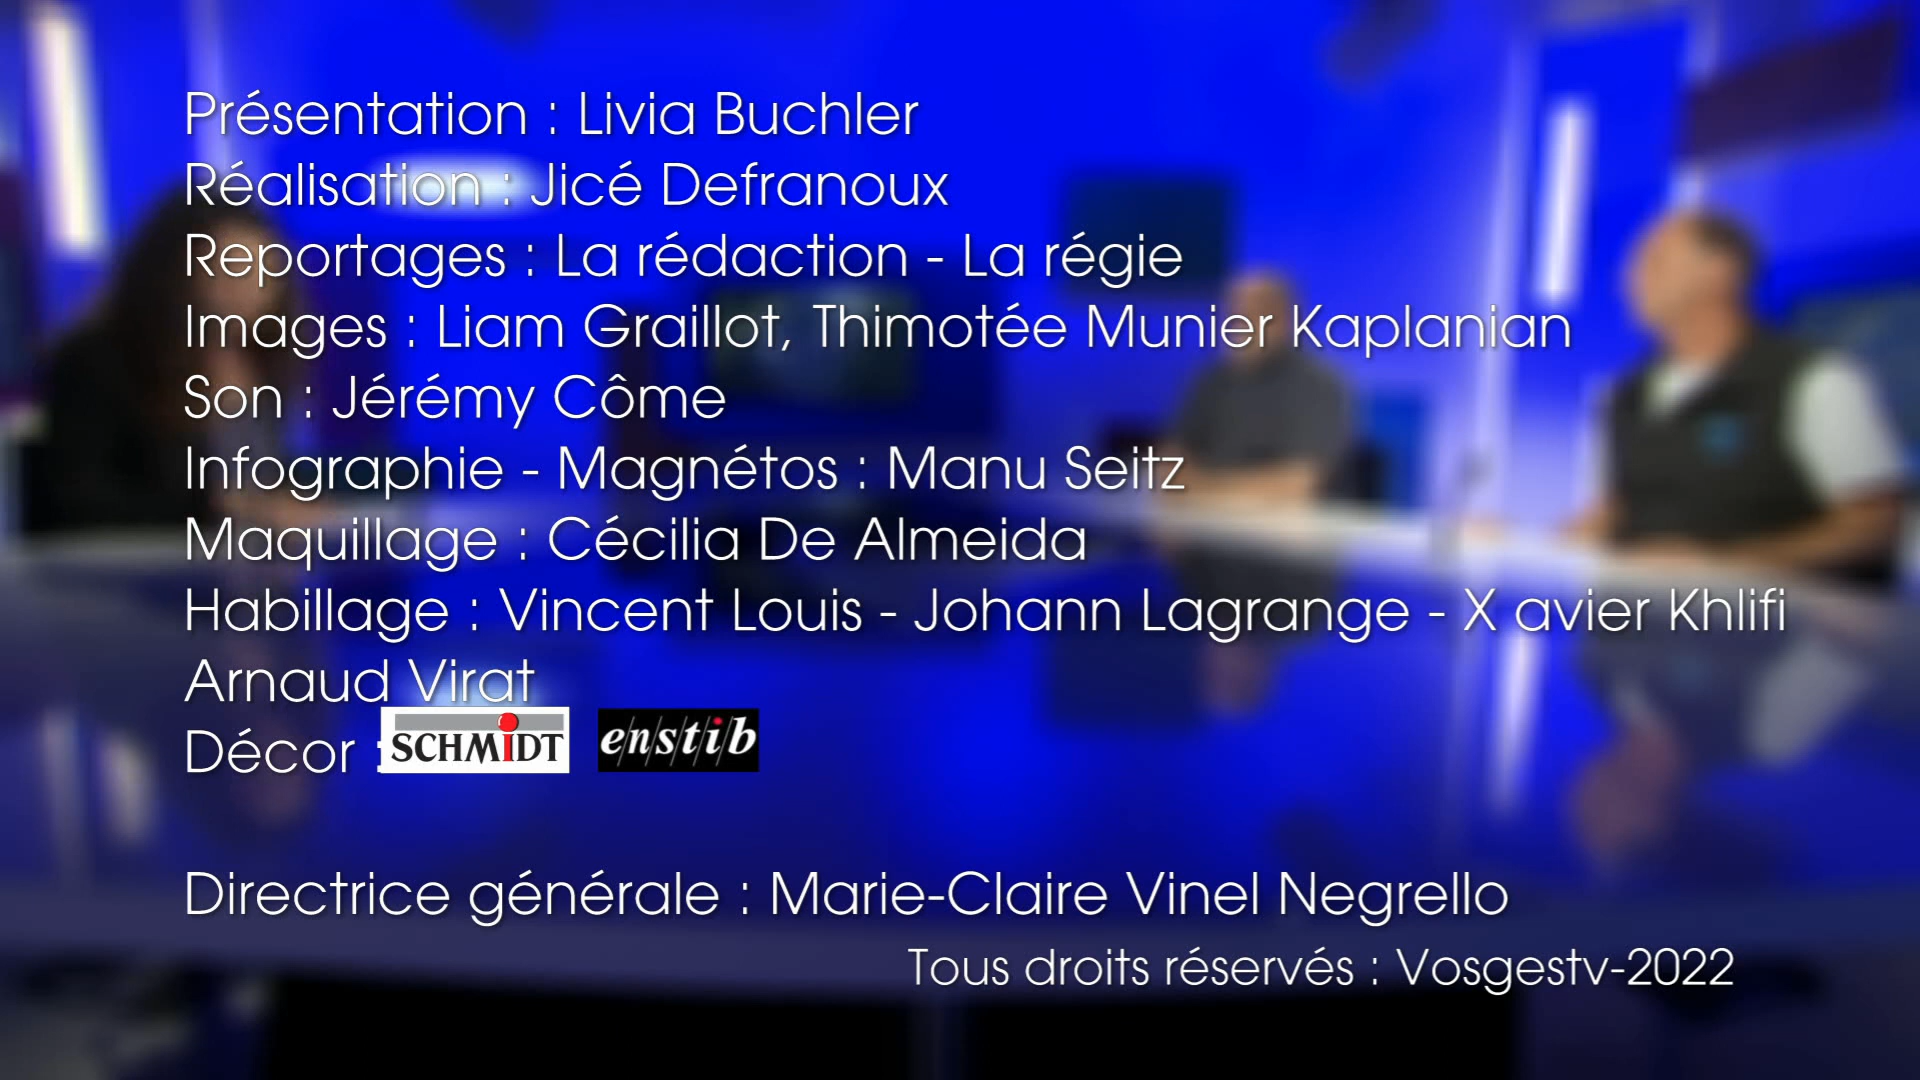 Présentation : Livia Buchler
Réalisation : Jicé Defranoux
Reportages : La rédaction - La régie
Images : Liam Graillot, Thimotée Munier Kaplanian
Son : Jérémy Côme
Infographie - Magnétos : Manu Seitz
Maquillage : Cécilia De Almeida
Habillage : Vincent Louis - Johann Lagrange - X avier Khlifi
Arnaud Virat
Décor : SCHMIDT e/n/s/t/i/b
Directrice générale : Marie-Claire Vinel Negrello
Tous droits réservés : Vosgestv-2022